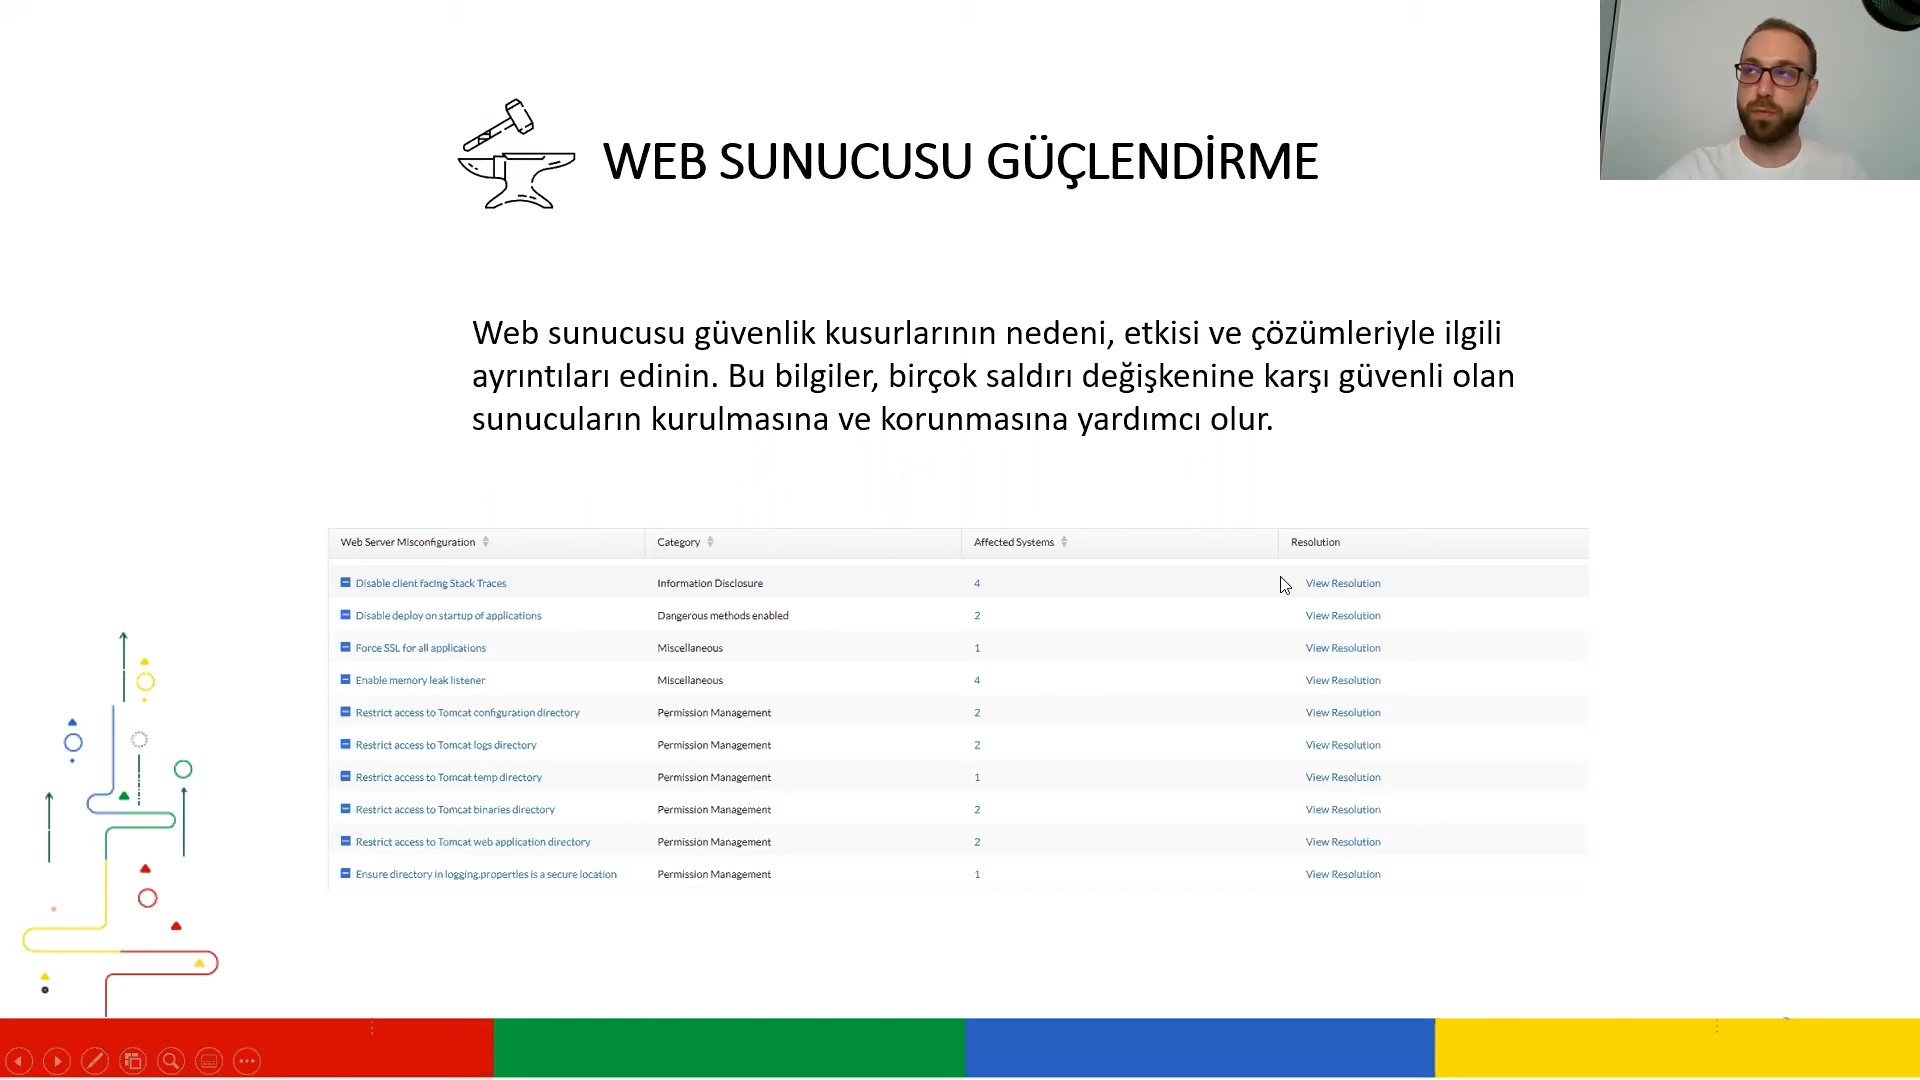 WEB SUNUCUSU GÜÇLENDİRME
Web sunucusu güvenlik kusurlarının nedeni, etkisi ve çözümleriyle ilgili
ayrıntıları edinin. Bu bilgiler, birçok saldırı değişkenine karşı güvenli olan
sunucuların kurulmasına ve korunmasına yardımcı olur.
Web Server Misconfiguration Category Affected Systems Resolution
Disable client facing Stack Traces Information Disclosure 4 View Resolution
Disable deploy on startup of applications Dangerous methods enabled 2 View Resolution
Force SSL for all applications Miscellaneous 1 View Resolution
Enable memory leak listener Miscellaneous 4 View Resolution
Restrict access to Tomcat configuration directory Permission Management 2 View Resolution
Restrict access to Tomcat logs directory Permission Management 2 View Resolution
Restrict access to Tomcat temp directory Permission Management 1 View Resolution
Restrict access to Tomcat binaries directory Permission Management 2 View Resolution
Restrict access to Tomcat web application directory Permission Management 2 View Resolution
Ensure directory in logging.properties is a secure location Permission Management 1 View Resolution